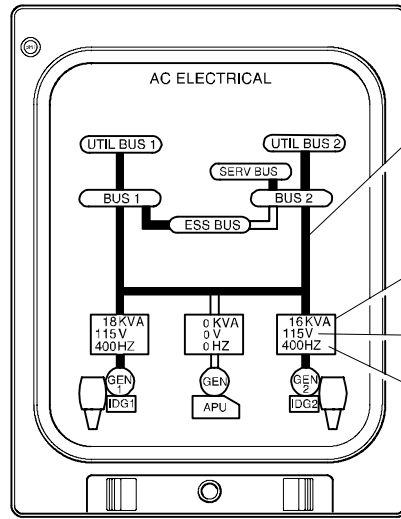 AC ELECTRICAL
UTIL BUS 1
UTIL BUS 2
SERV BUS
BUS 1
BUS 2
ESS BUS
18 KVA
115 V
400 HZ
0 KVA
0 V
0 HZ
16 KVA
115 V
400 HZ
GEN
1
IDG1
GEN
APU
GEN
2
IDG2